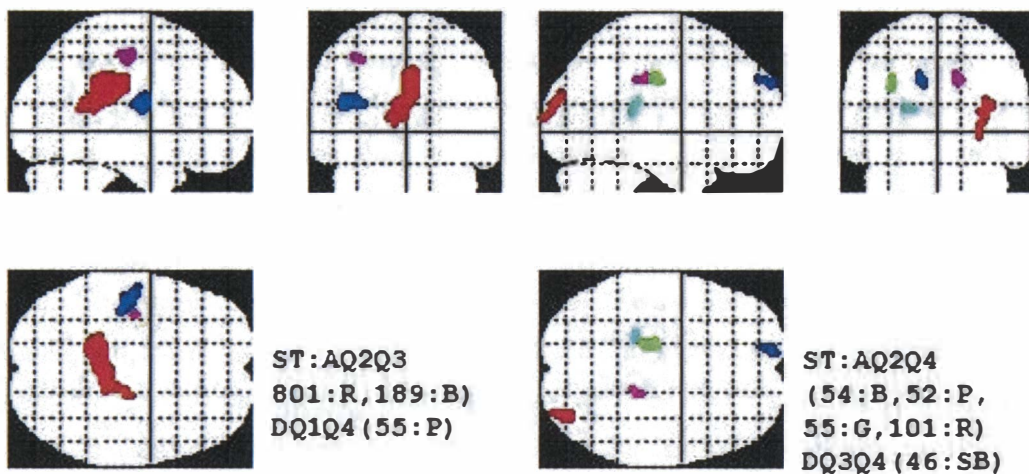 ST:AQ2Q3
801:R,189:B)
DQ1Q4(55:P)
ST:AQ2Q4
(54:B,52:P,
55:G,101:R)
DQ3Q4(46:SB)